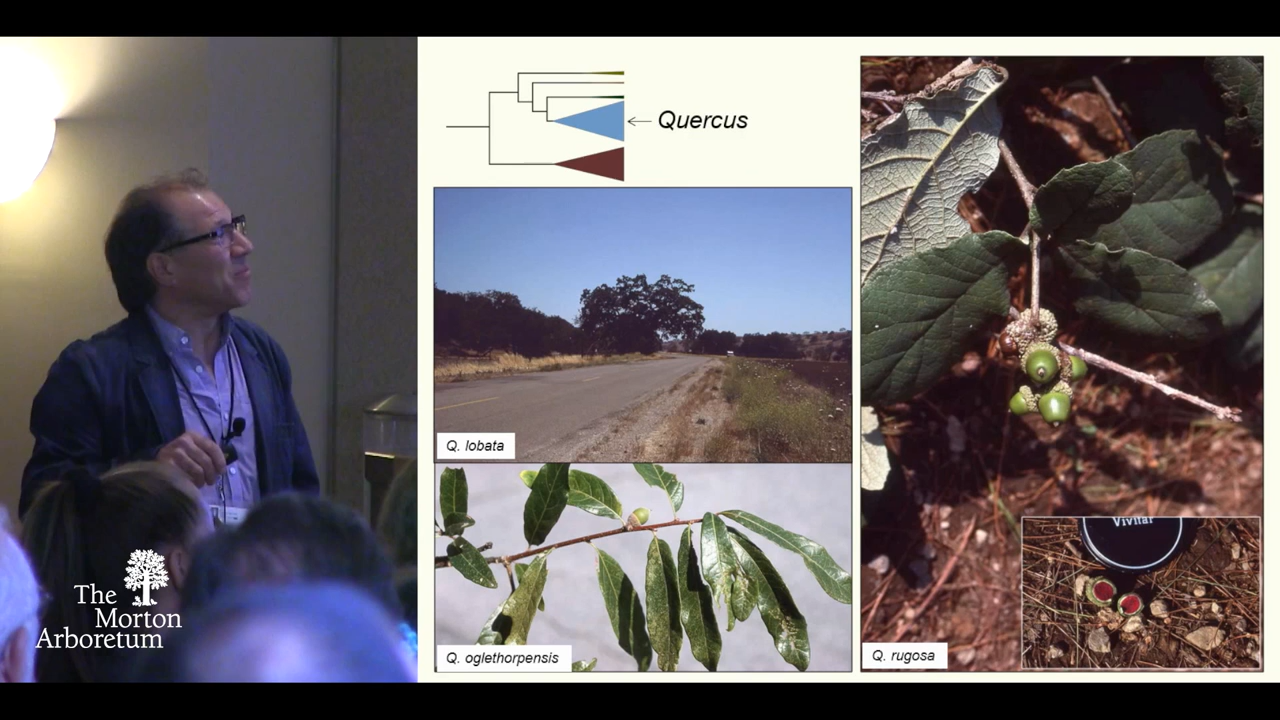 Quercus
Q. lobata
Q. oglethorpensis
Vivitar
Q. rugosa
The
Morton
Arboretum